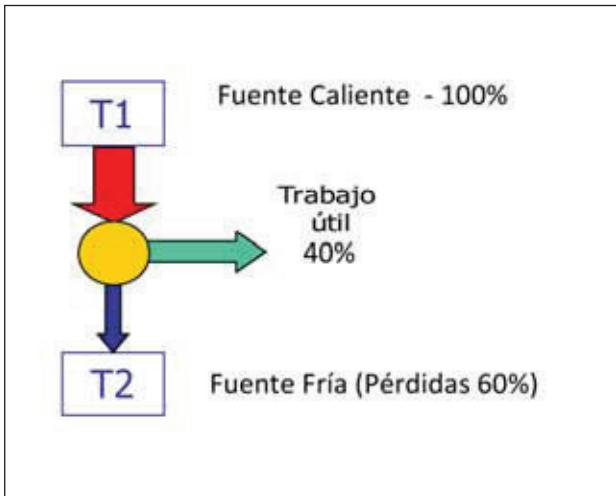 T1
Fuente Caliente - 100%
Trabajo
útil
40%
T2
Fuente Fría (Pérdidas 60%)